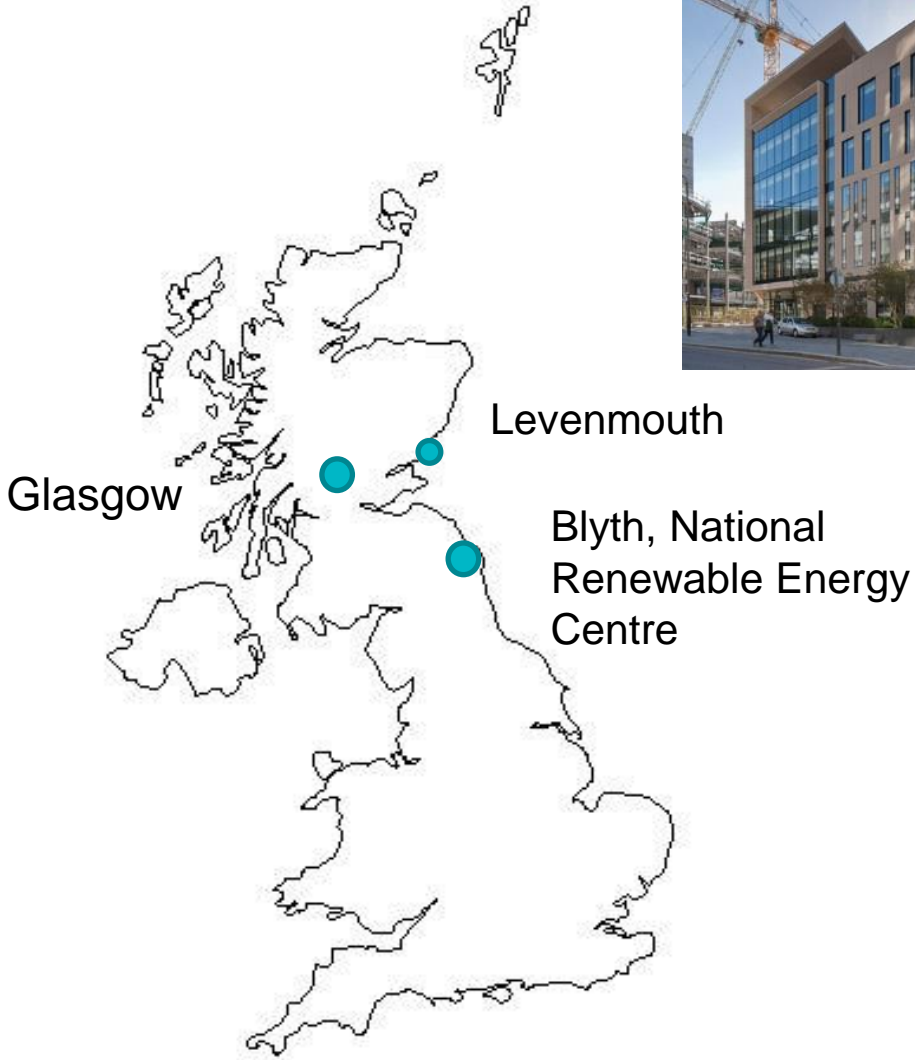 Levenmouth
Glasgow
Blyth, National
Renewable Energy
Centre